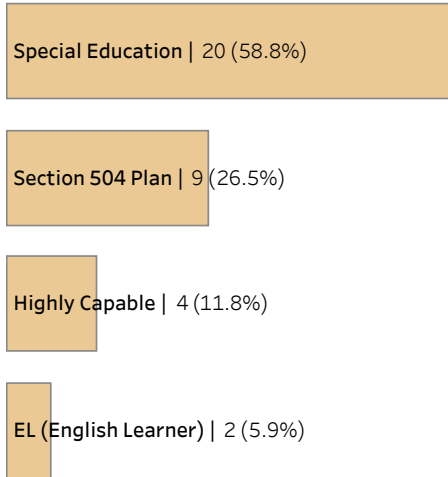 Special Education | 20 (58.8%)
Section 504 Plan | 9 (26.5%)
Highly Capable | 4 (11.8%)
EL (English Learner) | 2 (5.9%)